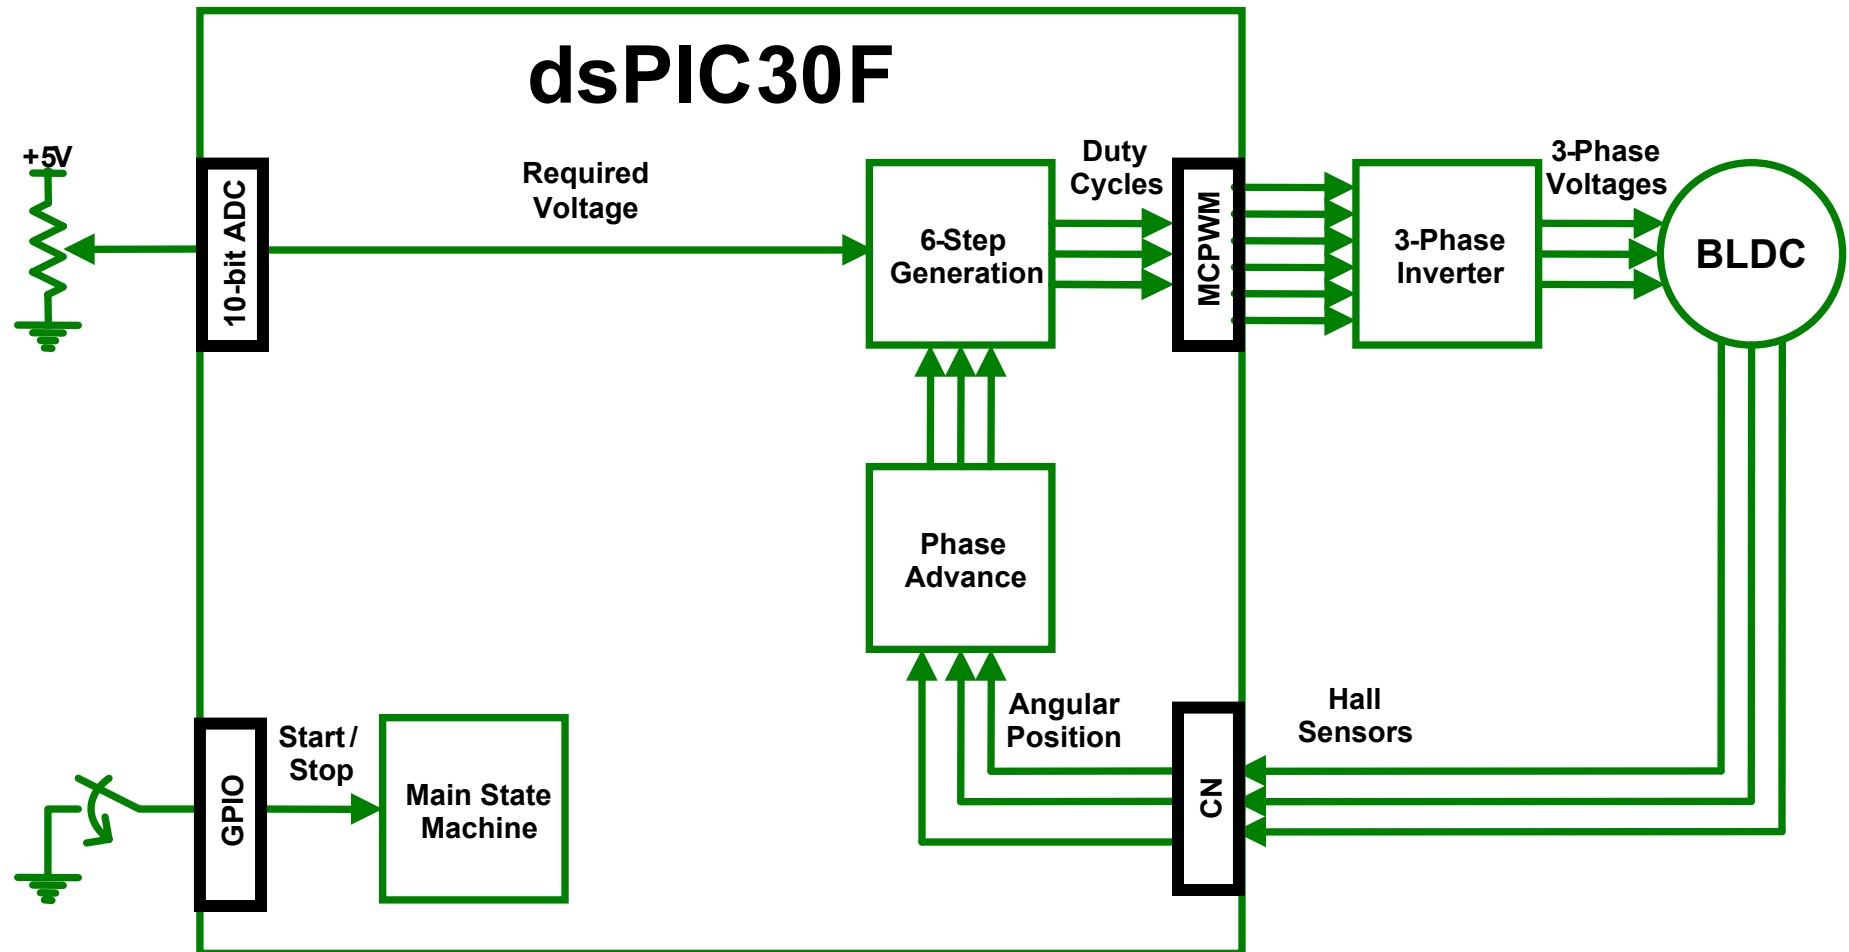 dsPIC30F
+5V
10-bit ADC
Required
Voltage
6-Step
Generation
Duty
Cycles
MCPWM
3-Phase
Inverter
3-Phase
Voltages
BLDC
Phase
Advance
Angular
Position
Hall
Sensors
CN
GPIO
Start/
Stop
Main State
Machine